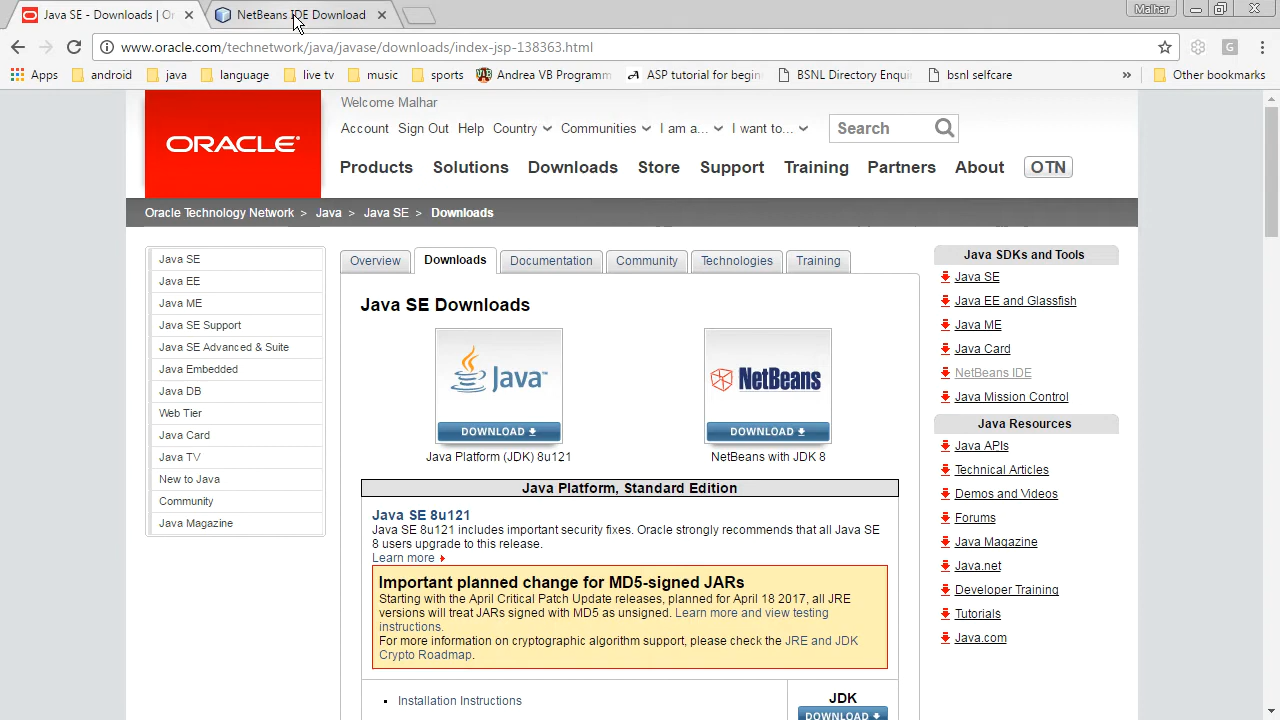 Java SE - Downloads | Or
NetBeans IDE Download
Malhar
www.oracle.com/technetwork/java/javase/downloads/index-jsp-138363.html
G
Apps
android
java
language
live tv
music
sports
Andrea VB Programm
ASP tutorial for begin
BSNL Directory Enqui
bsnl selfcare
»
Other bookmarks
Welcome Malhar
Account Sign Out Help Country Communities I am a... I want to...
Search
ORACLE
Products Solutions Downloads Store Support Training Partners About OTN
Oracle Technology Network > Java > Java SE > Downloads
Java SE
Java EE
Java ME
Java SE Support
Java SE Advanced & Suite
Java Embedded
Java DB
Web Tier
Java Card
Java TV
New to Java
Community
Java Magazine
Overview Downloads Documentation Community Technologies Training
Java SE Downloads
Java
DOWNLOAD
Java Platform (JDK) 8u121
NetBeans
DOWNLOAD
NetBeans with JDK 8
Java Platform, Standard Edition
Java SE 8u121
Java SE 8u121 includes important security fixes. Oracle strongly recommends that all Java SE
8 users upgrade to this release.
Learn more
Important planned change for MD5-signed JARs
Starting with the April Critical Patch Update releases, planned for April 18 2017, all JRE
versions will treat JARs signed with MD5 as unsigned. Learn more and view testing
instructions.
For more information on cryptographic algorithm support, please check the JRE and JDK
Crypto Roadmap.
Installation Instructions
JDK
DOWNLOAD
Java SDKs and Tools
Java SE
Java EE and Glassfish
Java ME
Java Card
NetBeans IDE
Java Mission Control
Java Resources
Java APIs
Technical Articles
Demos and Videos
Forums
Java Magazine
Java.net
Developer Training
Tutorials
Java.com